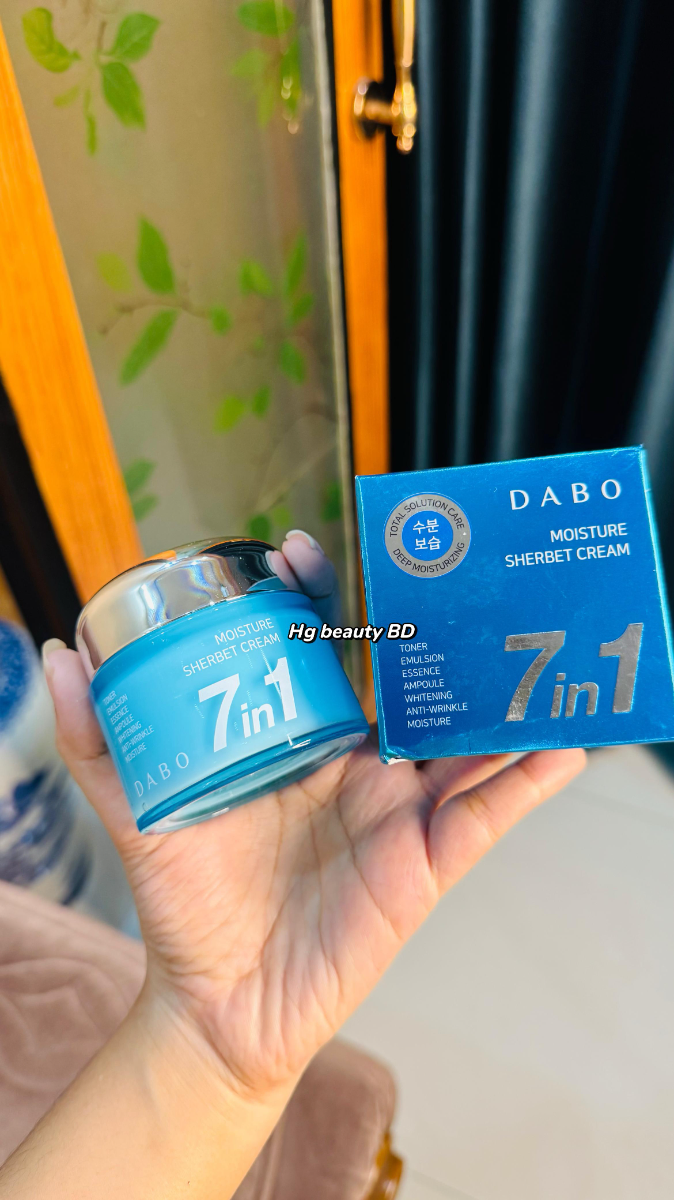 DABO
TOTAL SOLUTION CARE
수분
보습
DEEP MOISTURIZING
MOISTURE
SHERBET CREAM
TONER
EMULSION
ESSENCE
AMPOULE
WHITENING
ANTI-WRINKLE
MOISTURE
7in1
Hg beauty BD
MOISTURE
SHERBET CREAM
7in1
TONER
EMULSION
ESSENCE
AMPOULE
WHITENING
ANTI-WRINKLE
MOISTURE
DABO